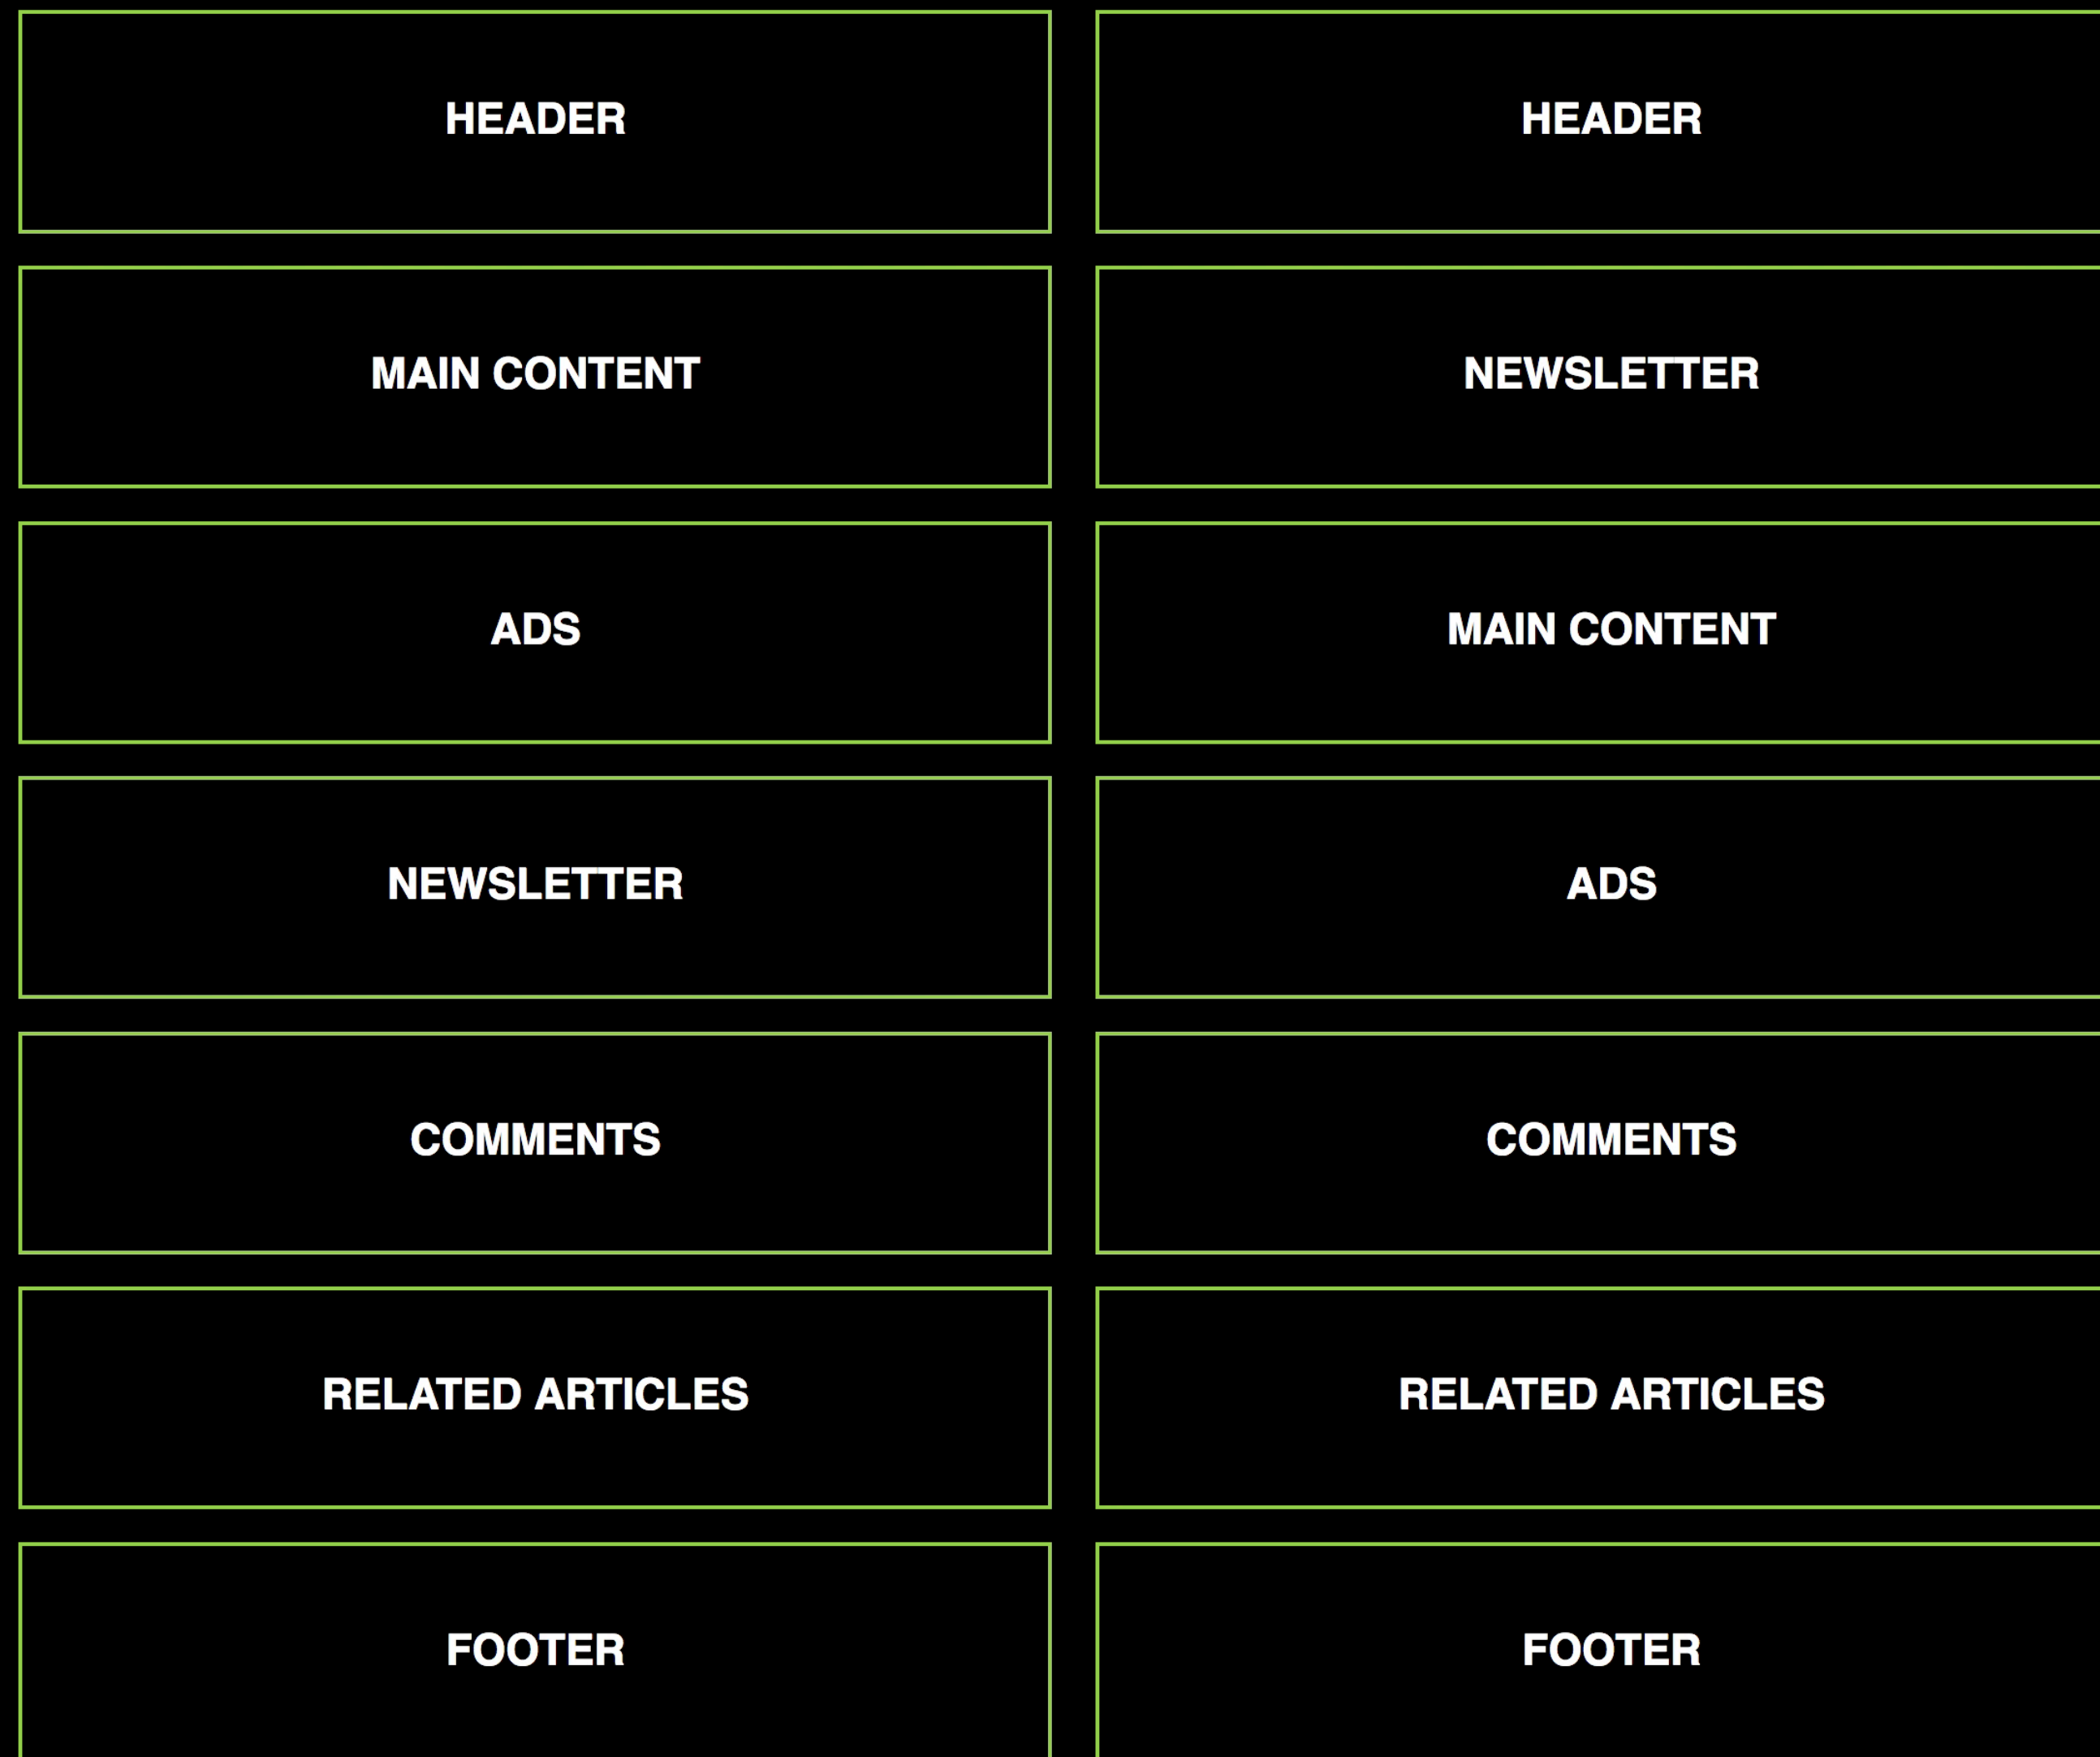 HEADER
MAIN CONTENT
ADS
NEWSLETTER
COMMENTS
RELATED ARTICLES
FOOTER
HEADER
NEWSLETTER
MAIN CONTENT
ADS
COMMENTS
RELATED ARTICLES
FOOTER